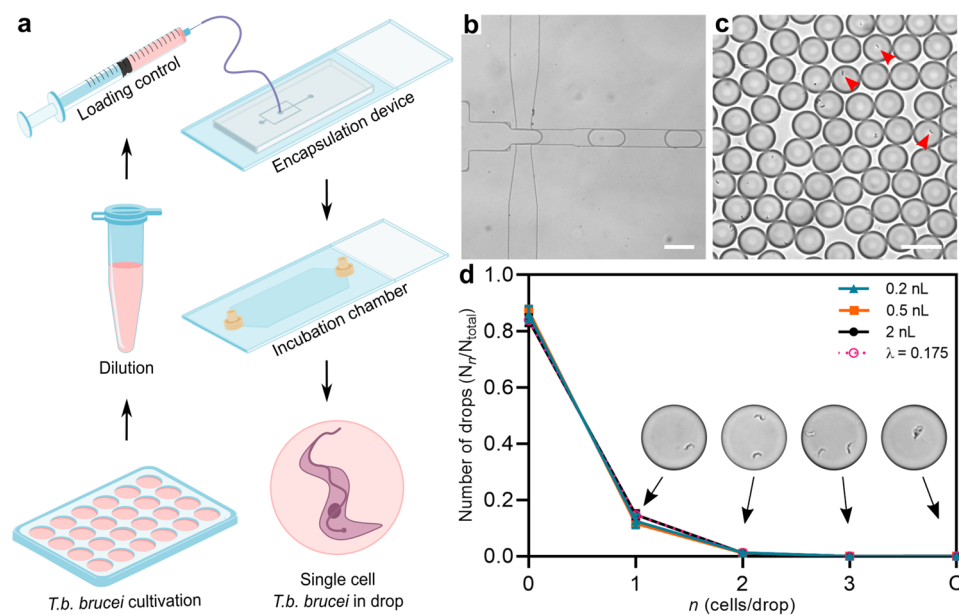 a
Loading control
Encapsulation device
Dilution
Incubation chamber
T.b. brucei cultivation
Single cell
T.b. brucei in drop
b
c
d
Number of drops (Nn/Ntotal)
1.0
0.8
0.6
0.4
0.2
0.0
0.2 nL
0.5 nL
2 nL
λ = 0.175
0 1 2 3 C
n (cells/drop)